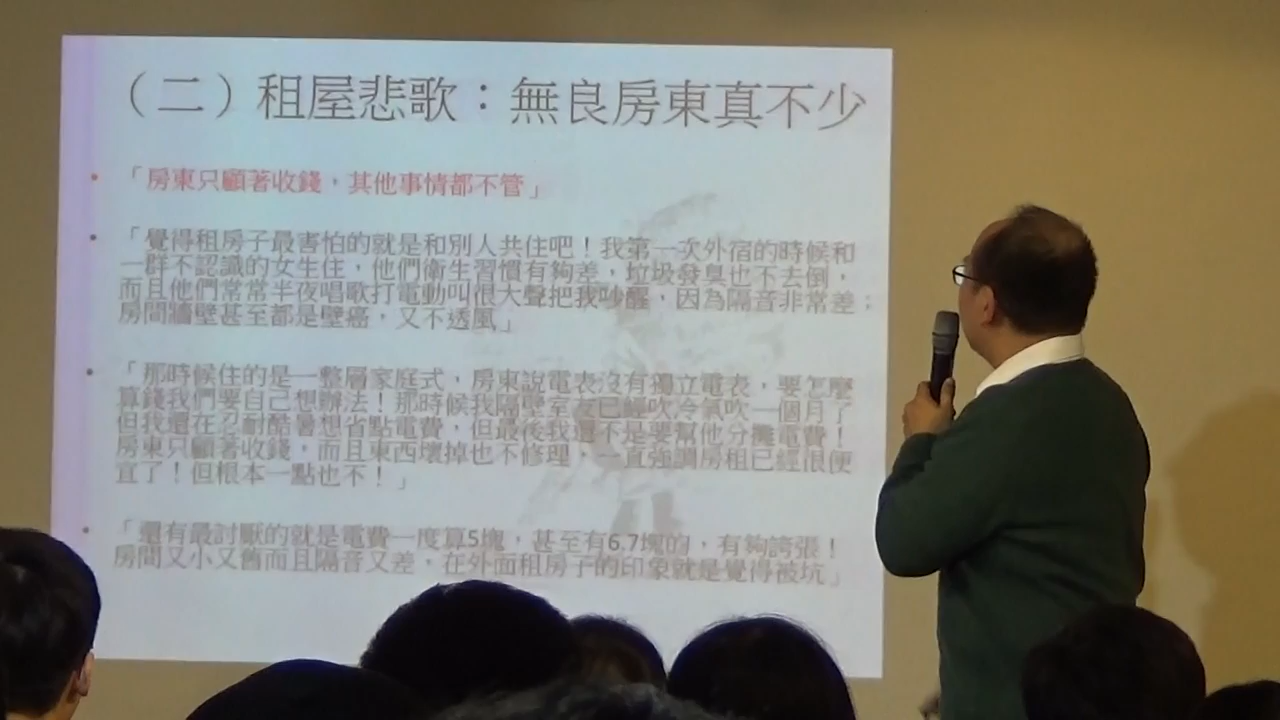 （二）租屋悲歌：無良房東真不少
• 「房東只顧著收錢，其他事情都不管」
• 「覺得租房子最害怕的就是和別人共住吧！我第一次外宿的時候和
一群不認識的女生住，他們衛生習慣有夠差，垃圾發臭也不去倒，
而且他們常常半夜唱歌打電動叫很大聲把我吵醒，因為隔音非常差；
房間牆壁甚至都是壁癌，又不透風」
• 「那時候住的是一整層家庭式，房東說電表沒有獨立電表，要怎麼
算錢我們要自己想辦法！那時候我隔壁室友已經吹冷氣吹一個月了
但我還在忍耐酷暑想省點電費，但最後我還不是要幫他分攤電費！
房東只顧著收錢，而且東西壞掉也不修理，一直強調房租已經很便
宜了！但根本一點也不！」
• 「還有最討厭的就是電費一度算5塊，甚至有6.7塊的，有夠誇張！
房間又小又舊而且隔音又差，在外面租房子的印象就是覺得被坑」